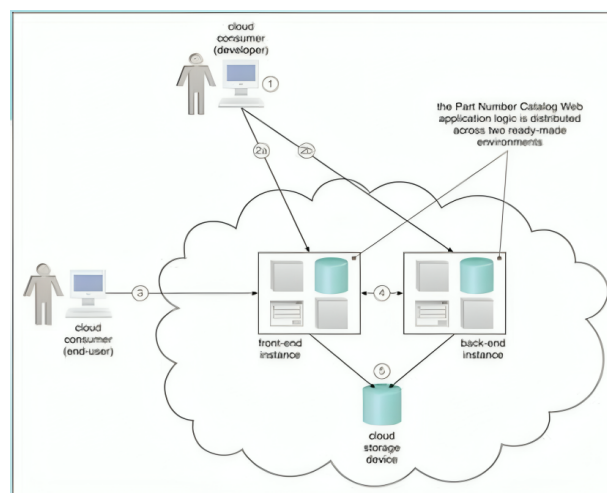 cloud
consumer
(developer)
1
the Part Number Catalog Web
application logic is distributed
across two ready-made
environments
2a
2b
3
4
cloud
consumer
(end-user)
front-end
instance
back-end
instance
5
cloud
storage
device